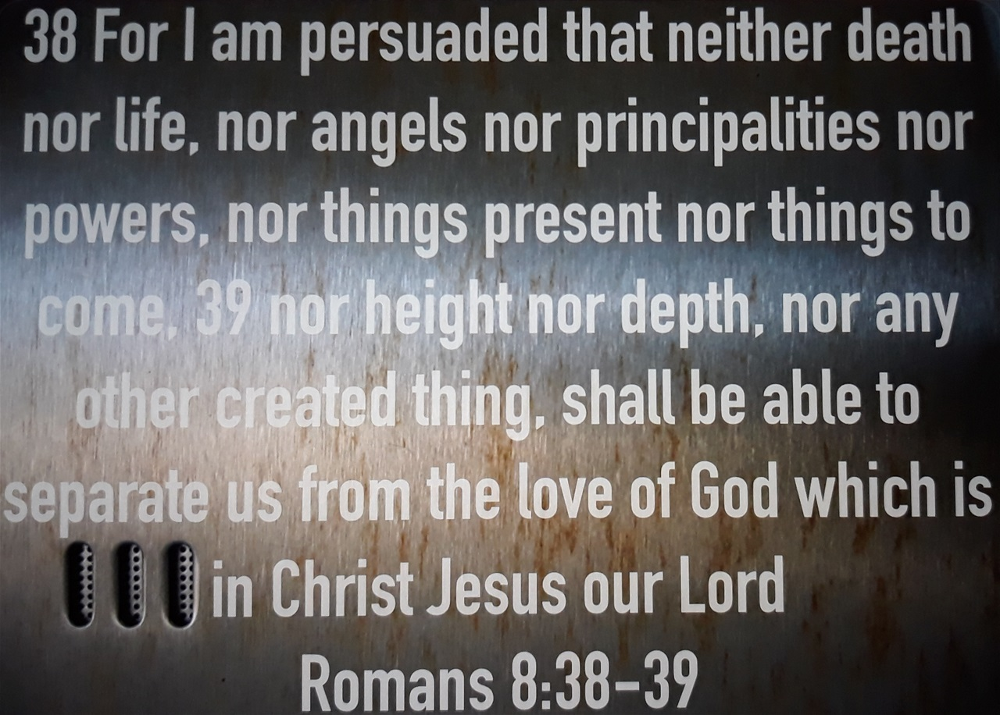 38 For I am persuaded that neither death
nor life, nor angels nor principalities nor
powers, nor things present nor things to
come, 39 nor height nor depth, nor any
other created thing, shall be able to
separate us from the love of God which is
in Christ Jesus our Lord
Romans 8:38-39